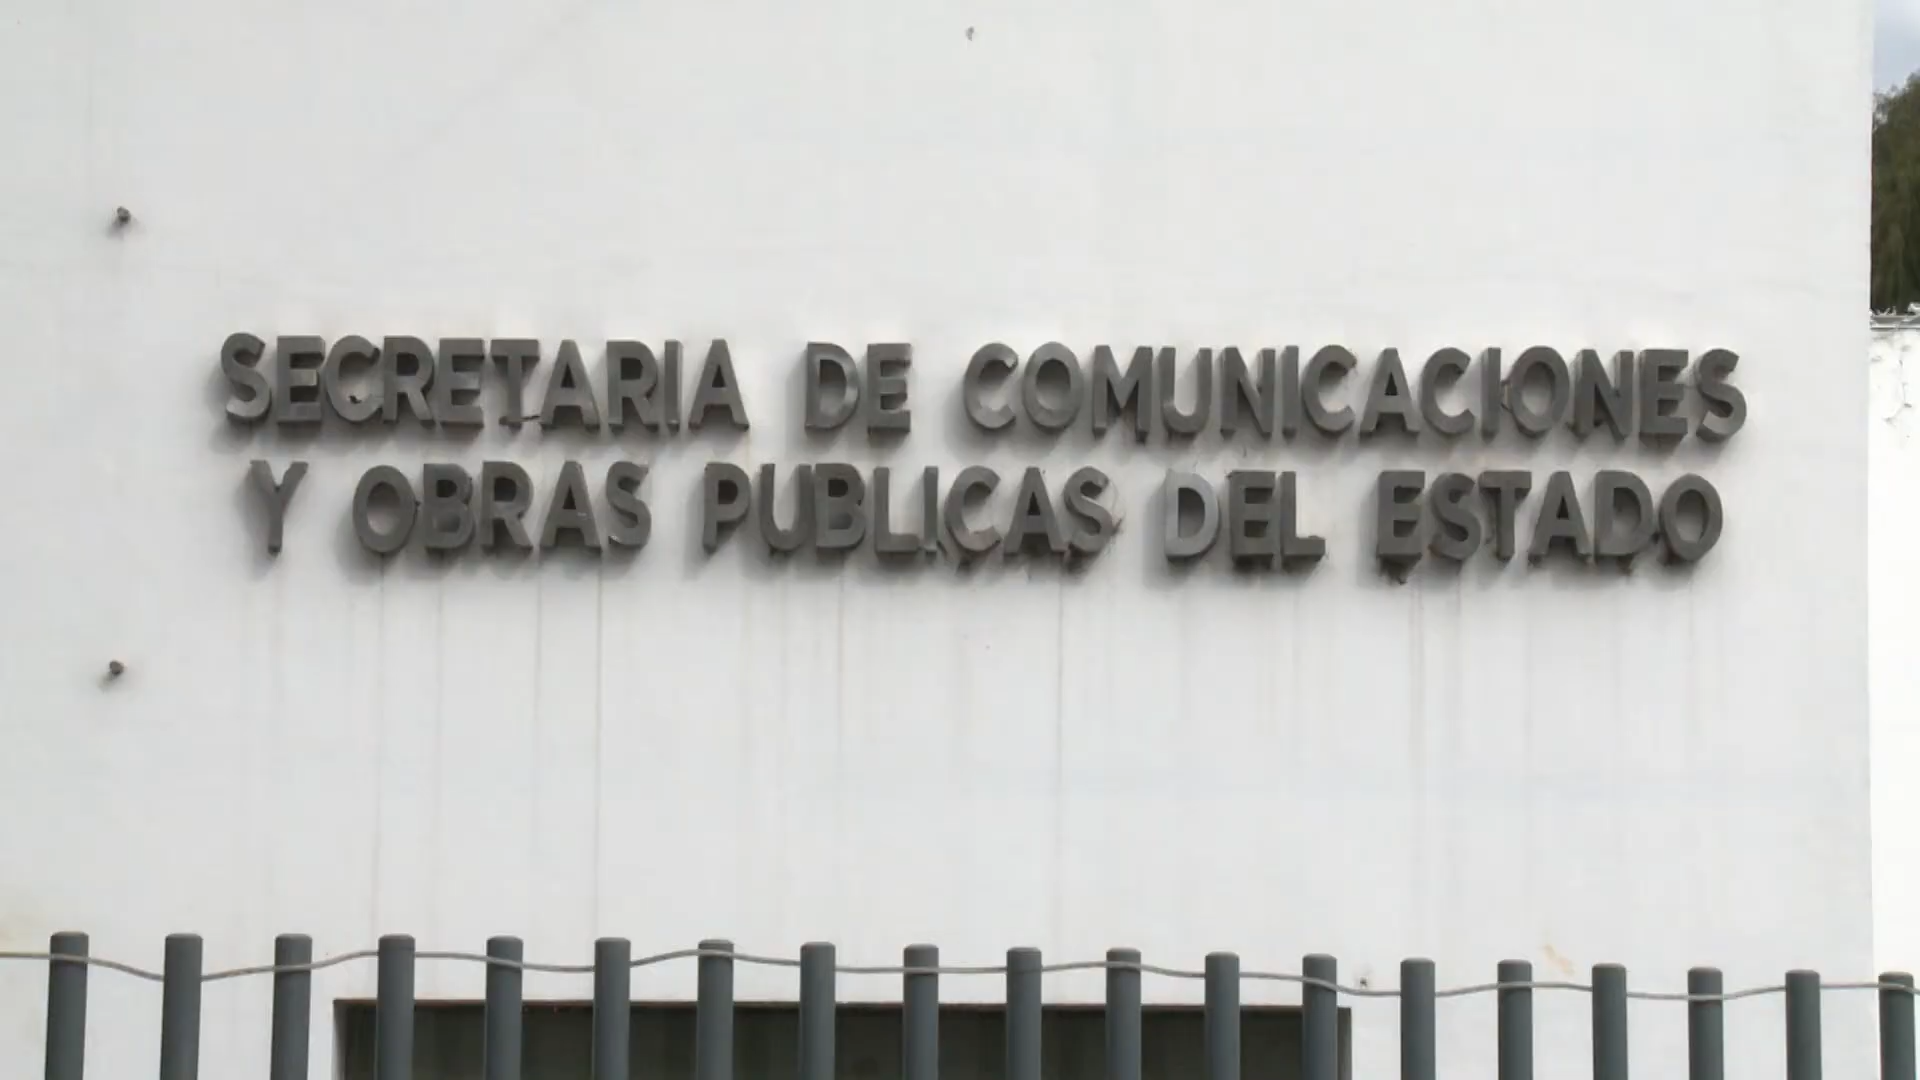 SECRETARIA DE COMUNICACIONES
Y OBRAS PUBLICAS DEL ESTADO